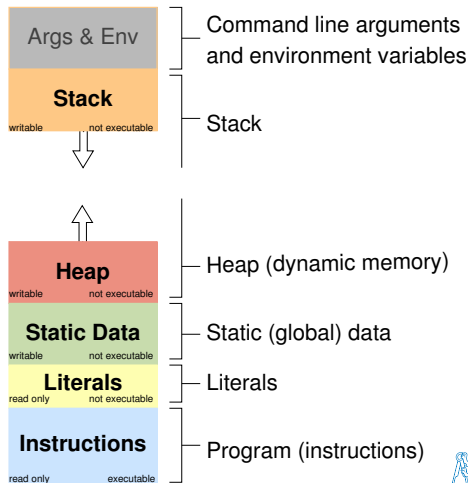 Args & Env
Command line arguments
and environment variables
Stack
writable not executable
Stack
Heap
writable not executable
Heap (dynamic memory)
Static Data
writable not executable
Static (global) data
Literals
read only not executable
Literals
Instructions
read only executable
Program (instructions)